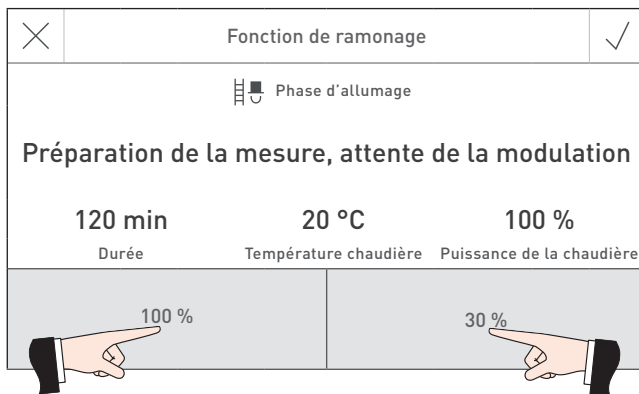 Fonction de ramonage
Phase d'allumage
Préparation de la mesure, attente de la modulation
120 min 20 °C 100 %
Durée Température chaudière Puissance de la chaudière
100 % 30 %